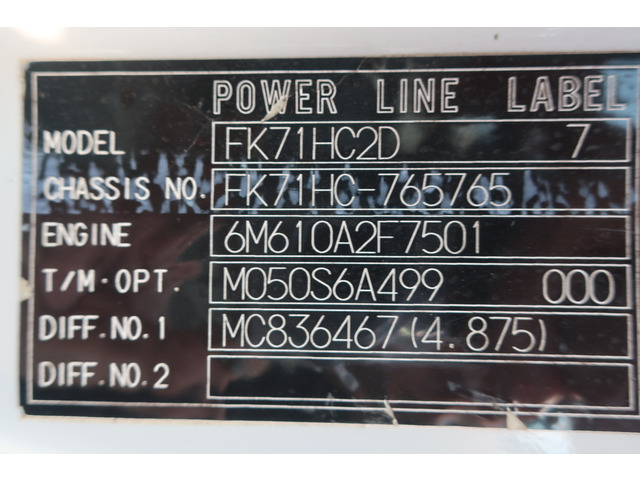 POWER LINE LABEL
MODEL FK71HC2D 7
CHASSIS NO. FK71HC-765765
ENGINE 6M610A2F7501
T/M·OPT. M050S6A499 000
DIFF.NO.1 MC836467(4.875)
DIFF.NO.2